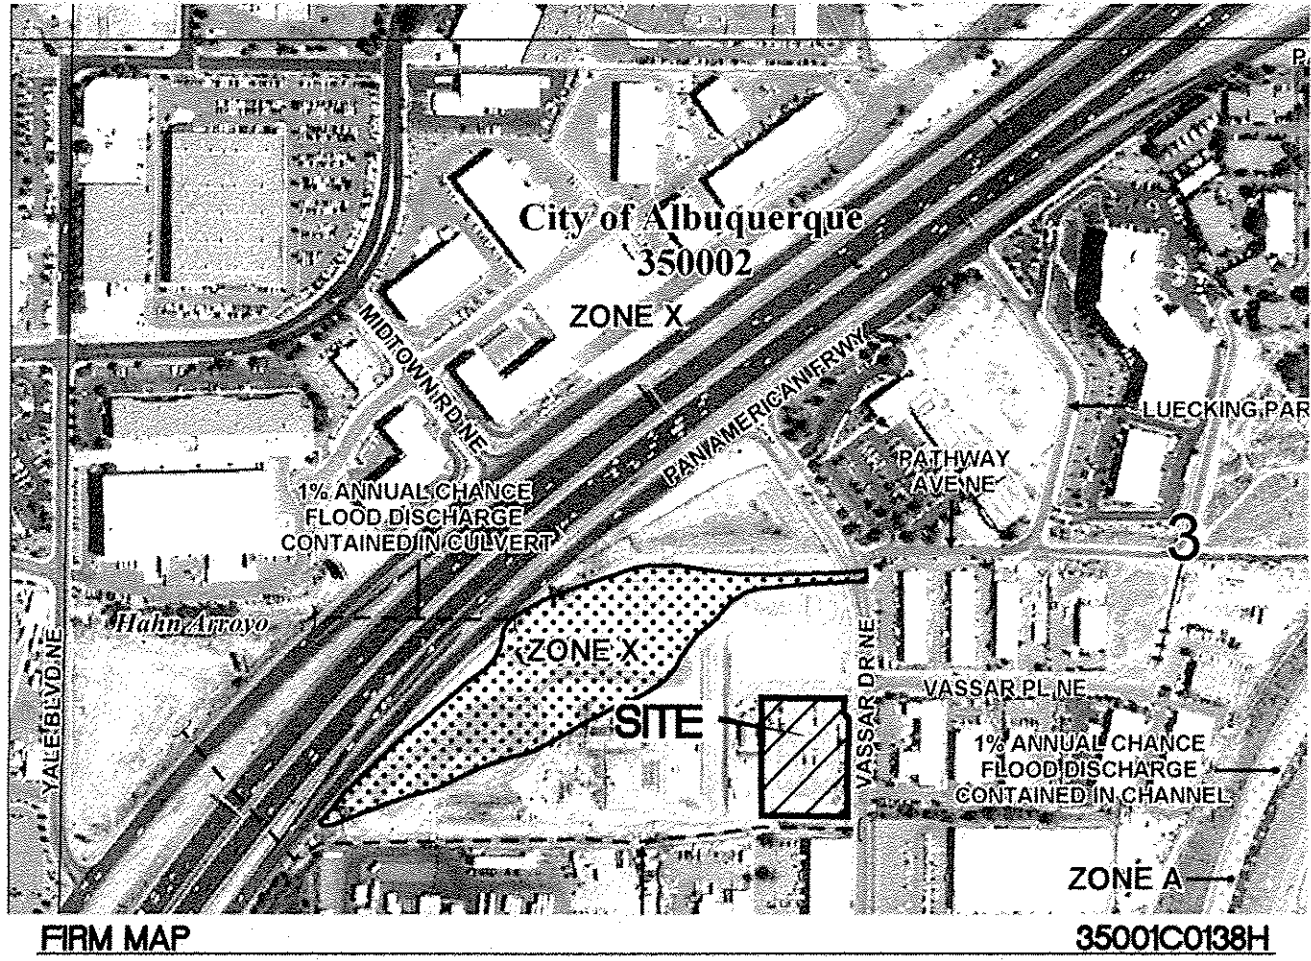 City of Albuquerque
350002
ZONE X
MIDTOWN RD NE
PAN AMERICAN FRWY
LUECKING PAR
PATHWAY
AVE NE
1% ANNUAL CHANCE
FLOOD DISCHARGE
CONTAINED IN CULVERT
3
Hahn Arroyo
ZONE X
YALE BLVD NE
VASSAR DR NE
VASSAR PL NE
SITE
1% ANNUAL CHANCE
FLOOD DISCHARGE
CONTAINED IN CHANNEL
ZONE A
FIRM MAP
35001C0138H